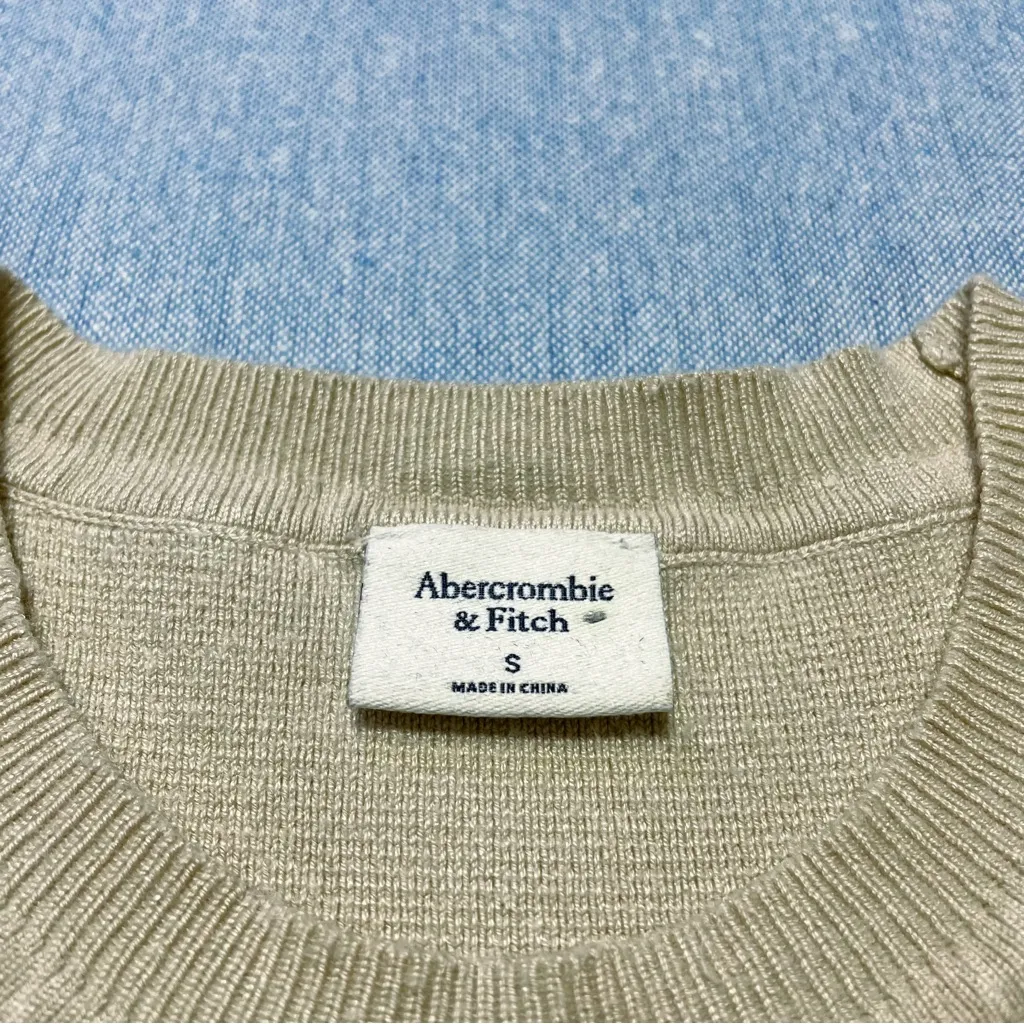 Abercrombie
& Fitch
S
MADE IN CHINA